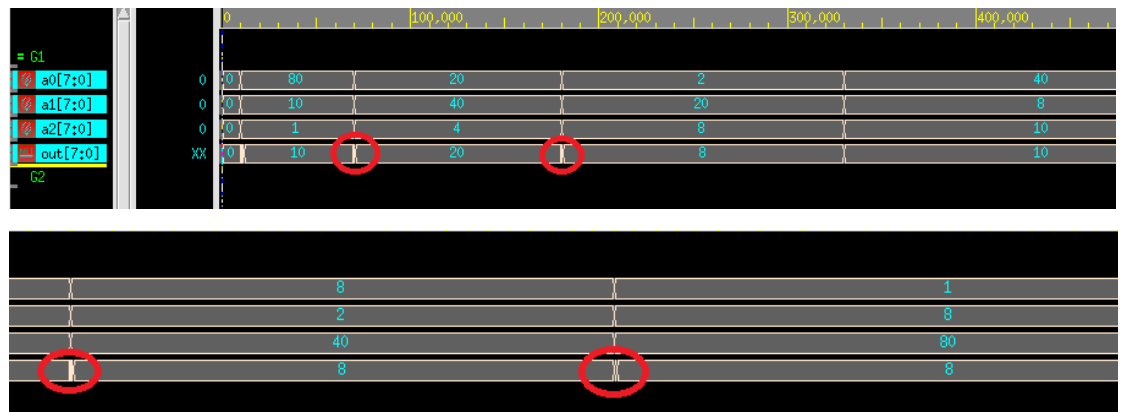 0 100,000 200,000 300,000 400,000
= G1
a0[7:0] 0 0 80 20 2 40
a1[7:0] 0 0 10 40 20 8
a2[7:0] 0 0 1 4 8 10
out[7:0] XX 0 10 20 8 10
G2
8 1
2 8
40 80
8 8